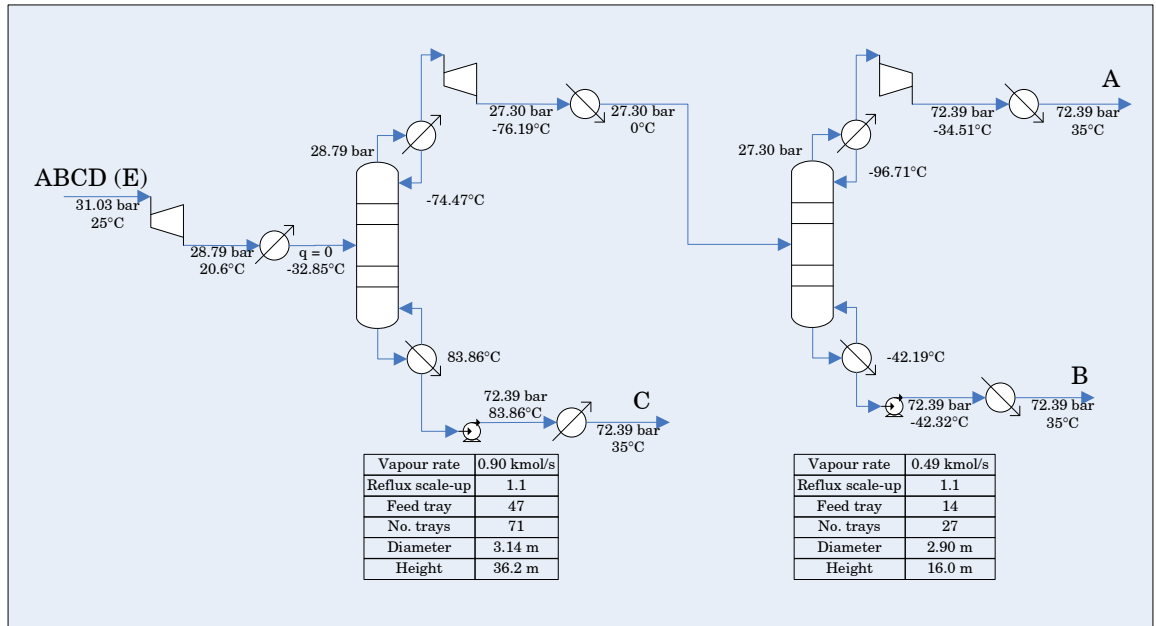 A
27.30 bar
-76.19°C
27.30 bar
0°C
72.39 bar
-34.51°C
72.39 bar
35°C
28.79 bar
27.30 bar
ABCD (E)
31.03 bar
25°C
-74.47°C
-96.71°C
28.79 bar
20.6°C
q = 0
-32.85°C
83.86°C
-42.19°C
72.39 bar
83.86°C
C
72.39 bar
35°C
B
72.39 bar
-42.32°C
72.39 bar
35°C
Vapour rate 0.90 kmol/s
Reflux scale-up 1.1
Feed tray 47
No. trays 71
Diameter 3.14 m
Height 36.2 m
Vapour rate 0.49 kmol/s
Reflux scale-up 1.1
Feed tray 14
No. trays 27
Diameter 2.90 m
Height 16.0 m